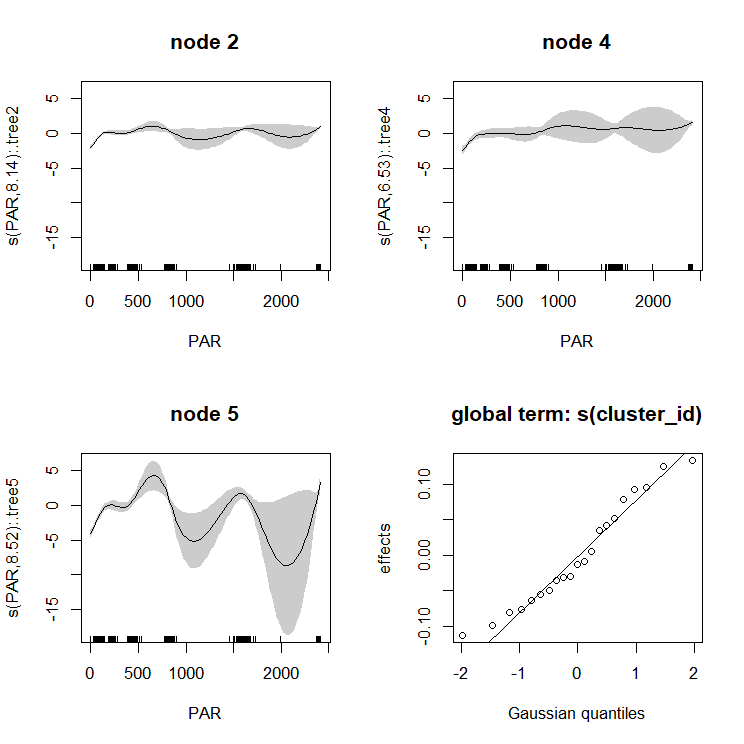 node 2
s(PAR,8.14):.tree2
5
0
-5
-15
0 500 1000 2000
PAR
node 4
s(PAR,6.53):.tree4
5
0
-5
-15
0 500 1000 2000
PAR
node 5
s(PAR,8.52):.tree5
5
0
-5
-15
0 500 1000 2000
PAR
global term: s(cluster_id)
effects
0.10
0.00
-0.10
-2 -1 0 1 2
Gaussian quantiles